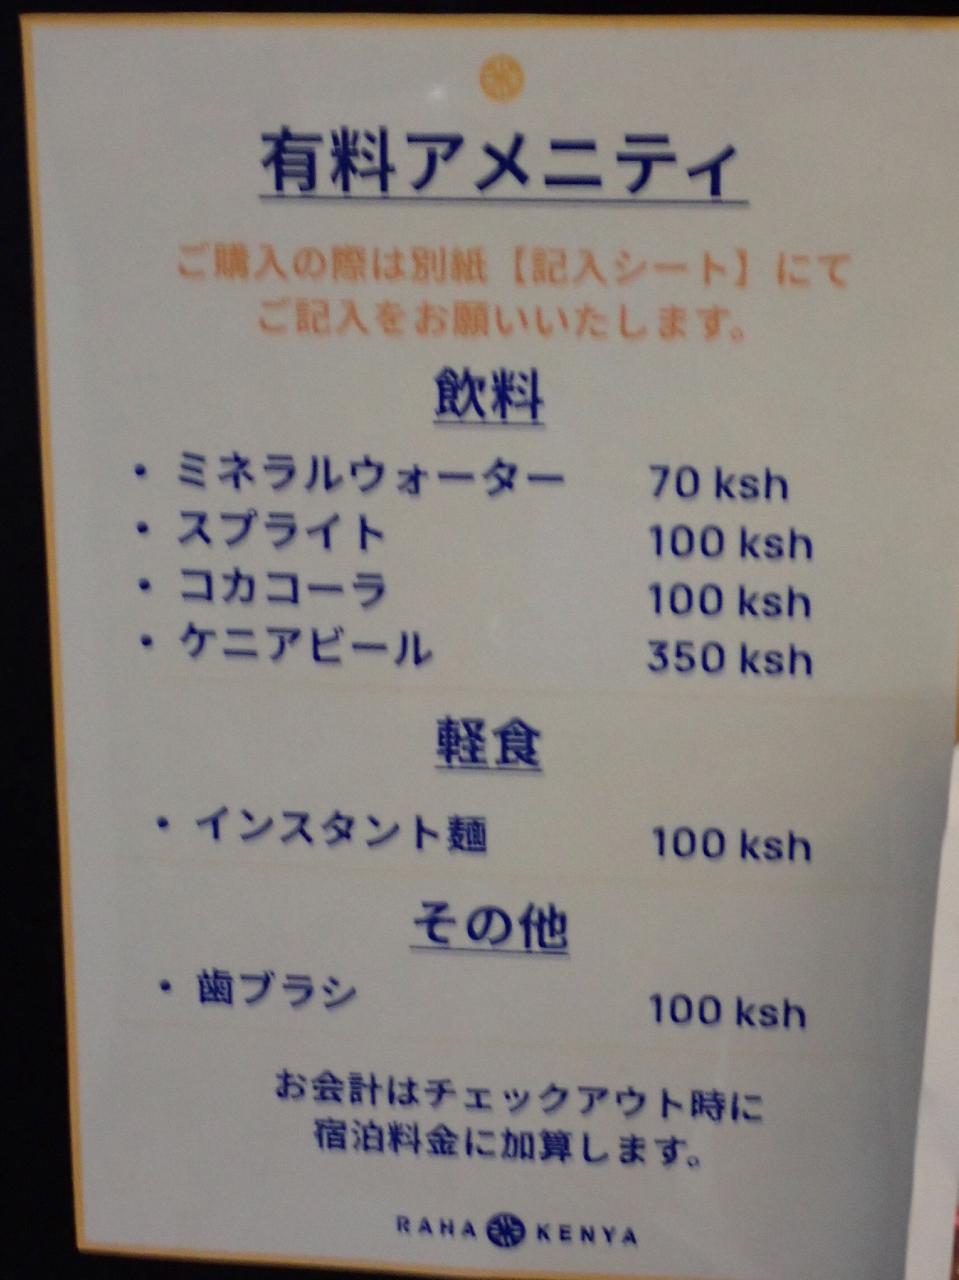 有料アメニティ
ご購入の際は別紙【記入シート】にて
ご記入をお願いいたします。
飲料
・ ミネラルウォーター 70 ksh
・ スプライト 100 ksh
・ コカコーラ 100 ksh
・ ケニアビール 350 ksh
軽食
・ インスタント麺 100 ksh
その他
・ 歯ブラシ 100 ksh
お会計はチェックアウト時に
宿泊料金に加算します。
RAHA KENYA